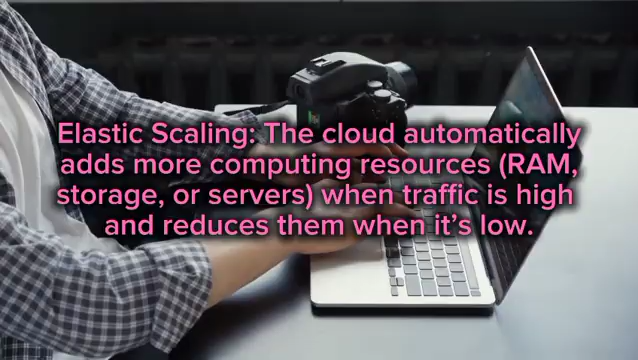 Elastic Scaling: The cloud automatically
adds more computing resources (RAM,
storage, or servers) when traffic is high
and reduces them when it’s low.